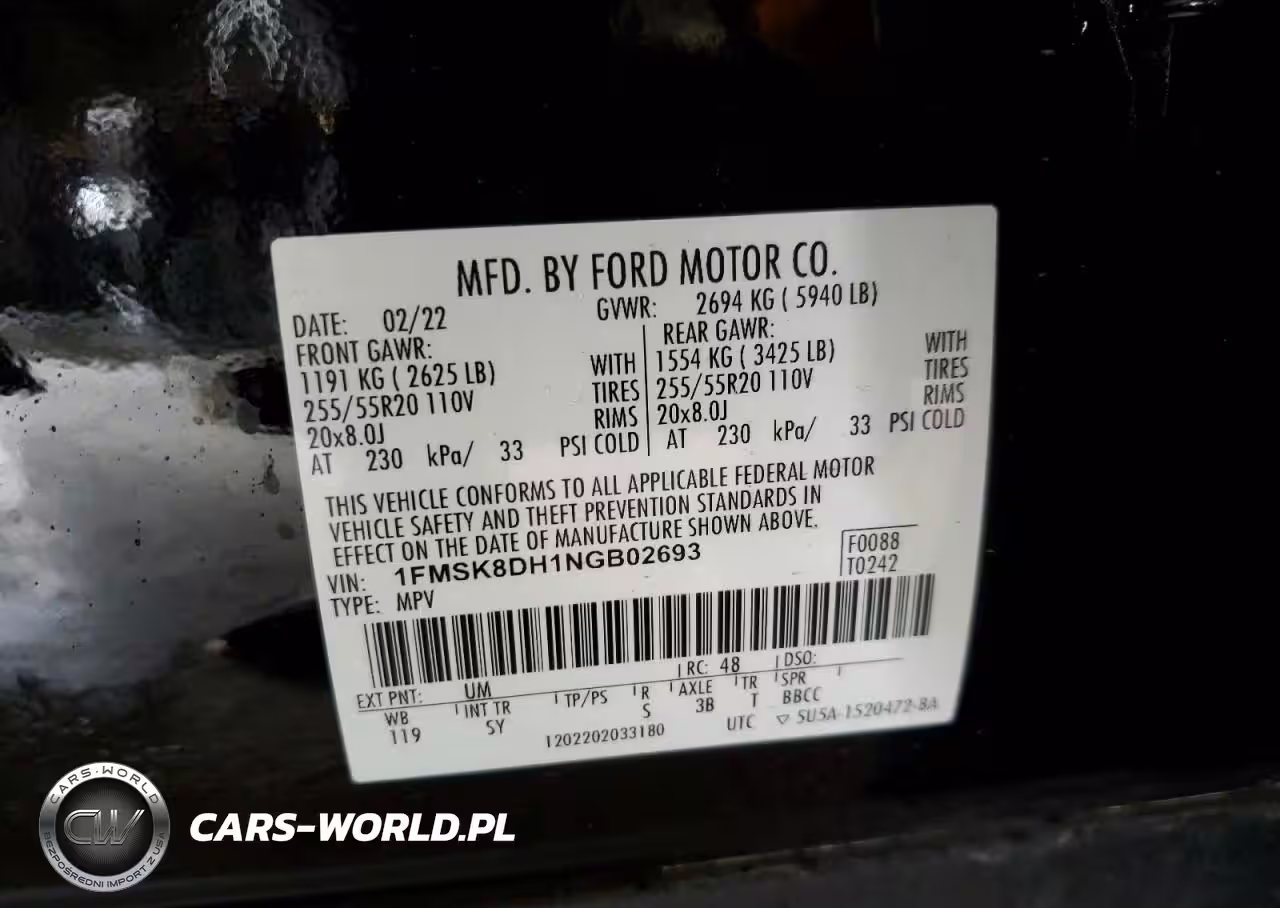 MFD. BY FORD MOTOR CO.
DATE: 02/22 GVWR: 2694 KG ( 5940 LB)
FRONT GAWR: REAR GAWR:
1191 KG ( 2625 LB) WITH 1554 KG ( 3425 LB) WITH
255/55R20 110V TIRES 255/55R20 110V TIRES
20x8.0J RIMS 20x8.0J RIMS
AT 230 kPa/ 33 PSI COLD AT 230 kPa/ 33 PSI COLD
THIS VEHICLE CONFORMS TO ALL APPLICABLE FEDERAL MOTOR
VEHICLE SAFETY AND THEFT PREVENTION STANDARDS IN
EFFECT ON THE DATE OF MANUFACTURE SHOWN ABOVE.
VIN: 1FMSK8DH1NGB02693 F0088
TYPE: MPV T0242
EXT PNT: UM RC: 48 DSO:
WB INT TR TP/PS R AXLE TR SPR
119 SY S 3B T BBCC
1202202033180 UTC ▽ 5U5A-1520472-BA
CARS-WORLD
CW
BEZPOŚREDNI IMPORT Z USA
CARS-WORLD.PL